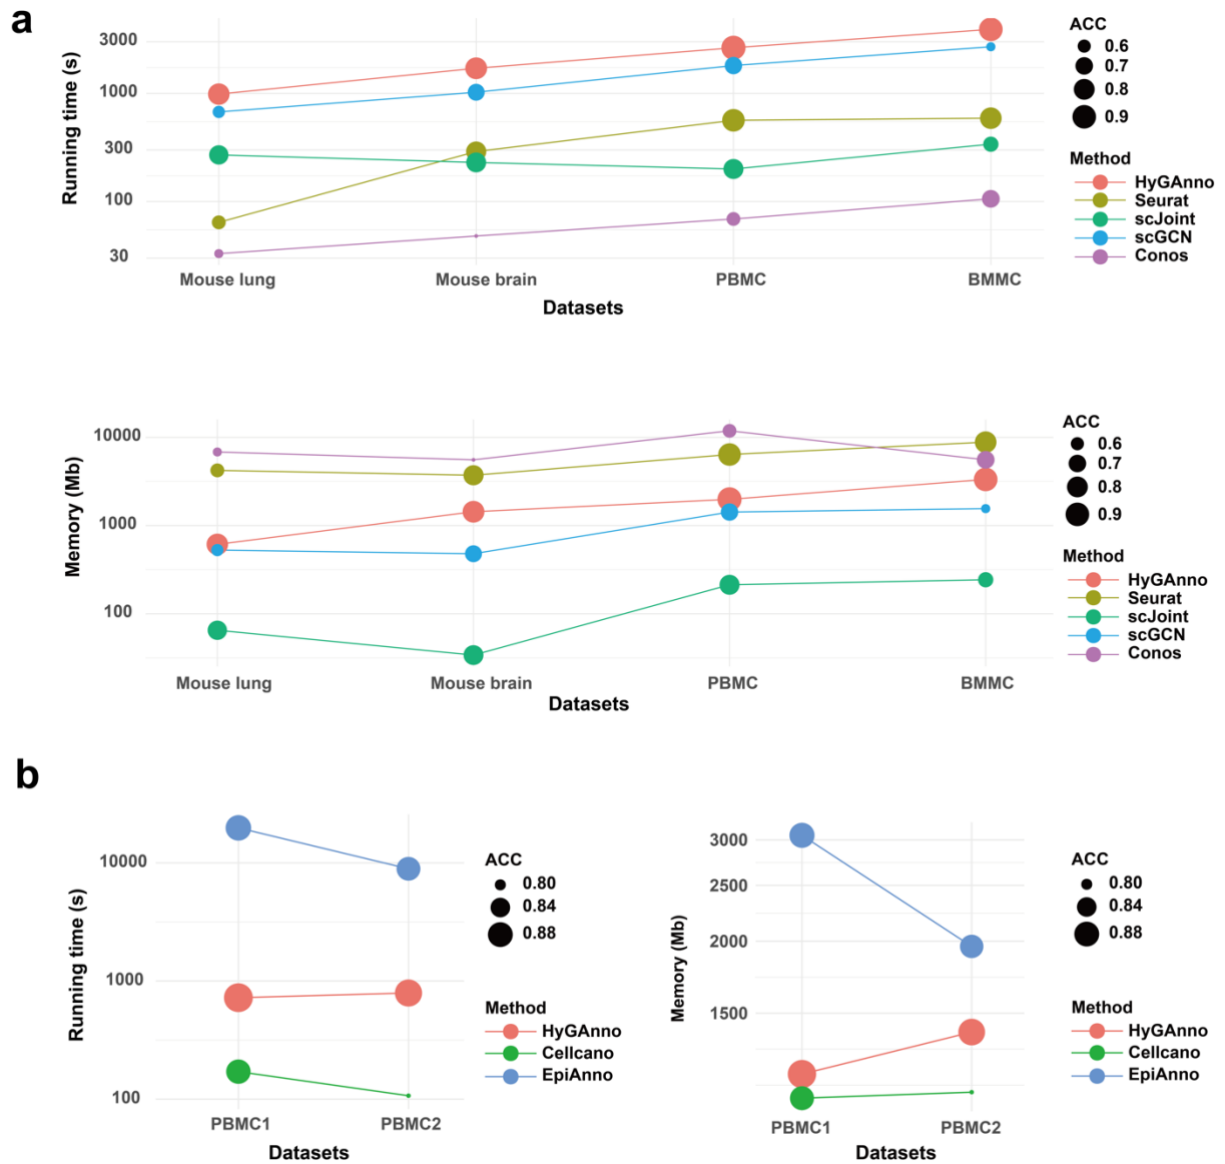 a
Running time (s)
3000
1000
300
100
30
Mouse lung
Mouse brain
PBMC
BMMC
Datasets
ACC
0.6
0.7
0.8
0.9
Method
HyGAnno
Seurat
scJoint
scGCN
Conos
Memory (Mb)
10000
1000
100
Mouse lung
Mouse brain
PBMC
BMMC
Datasets
ACC
0.6
0.7
0.8
0.9
Method
HyGAnno
Seurat
scJoint
scGCN
Conos
b
Running time (s)
10000
1000
100
PBMC1
PBMC2
Datasets
ACC
0.80
0.84
0.88
Method
HyGAnno
Cellcano
EpiAnno
Memory (Mb)
3000
2500
2000
1500
PBMC1
PBMC2
Datasets
ACC
0.80
0.84
0.88
Method
HyGAnno
Cellcano
EpiAnno